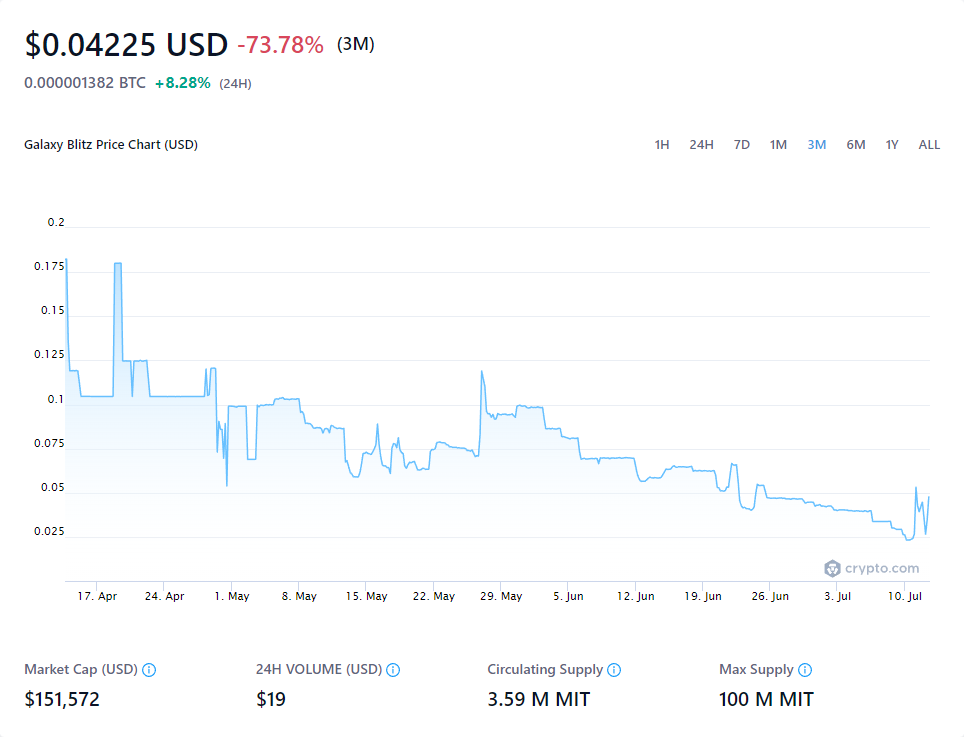 $0.04225 USD -73.78% (3M)
0.000001382 BTC +8.28% (24H)
Galaxy Blitz Price Chart (USD) 1H 24H 7D 1M 3M 6M 1Y ALL
0.2
0.175
0.15
0.125
0.1
0.075
0.05
0.025
crypto.com
17. Apr 24. Apr 1. May 8. May 15. May 22. May 29. May 5. Jun 12. Jun 19. Jun 26. Jun 3. Jul 10. Jul
Market Cap (USD) 24H VOLUME (USD) Circulating Supply Max Supply
$151,572 $19 3.59 M MIT 100 M MIT